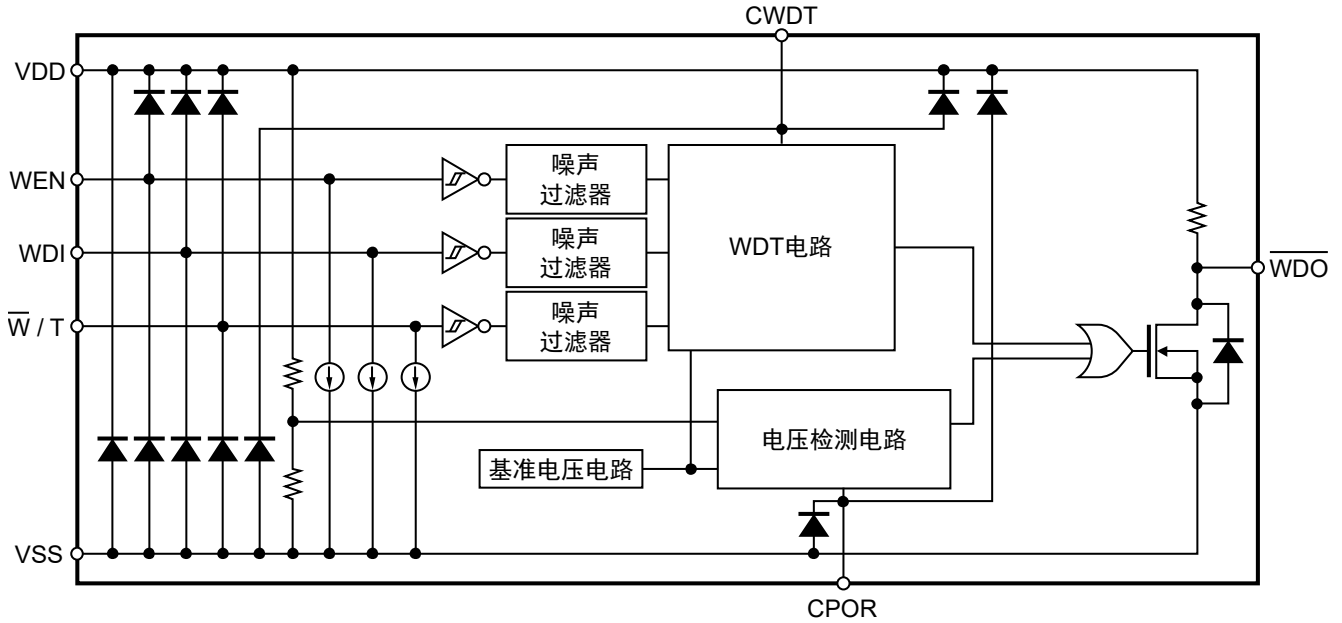 CWDT
VDD
WEN
噪声
过滤器
WDI
噪声
过滤器
WDT电路
WDO
W / T
噪声
过滤器
电压检测电路
基准电压电路
VSS
CPOR